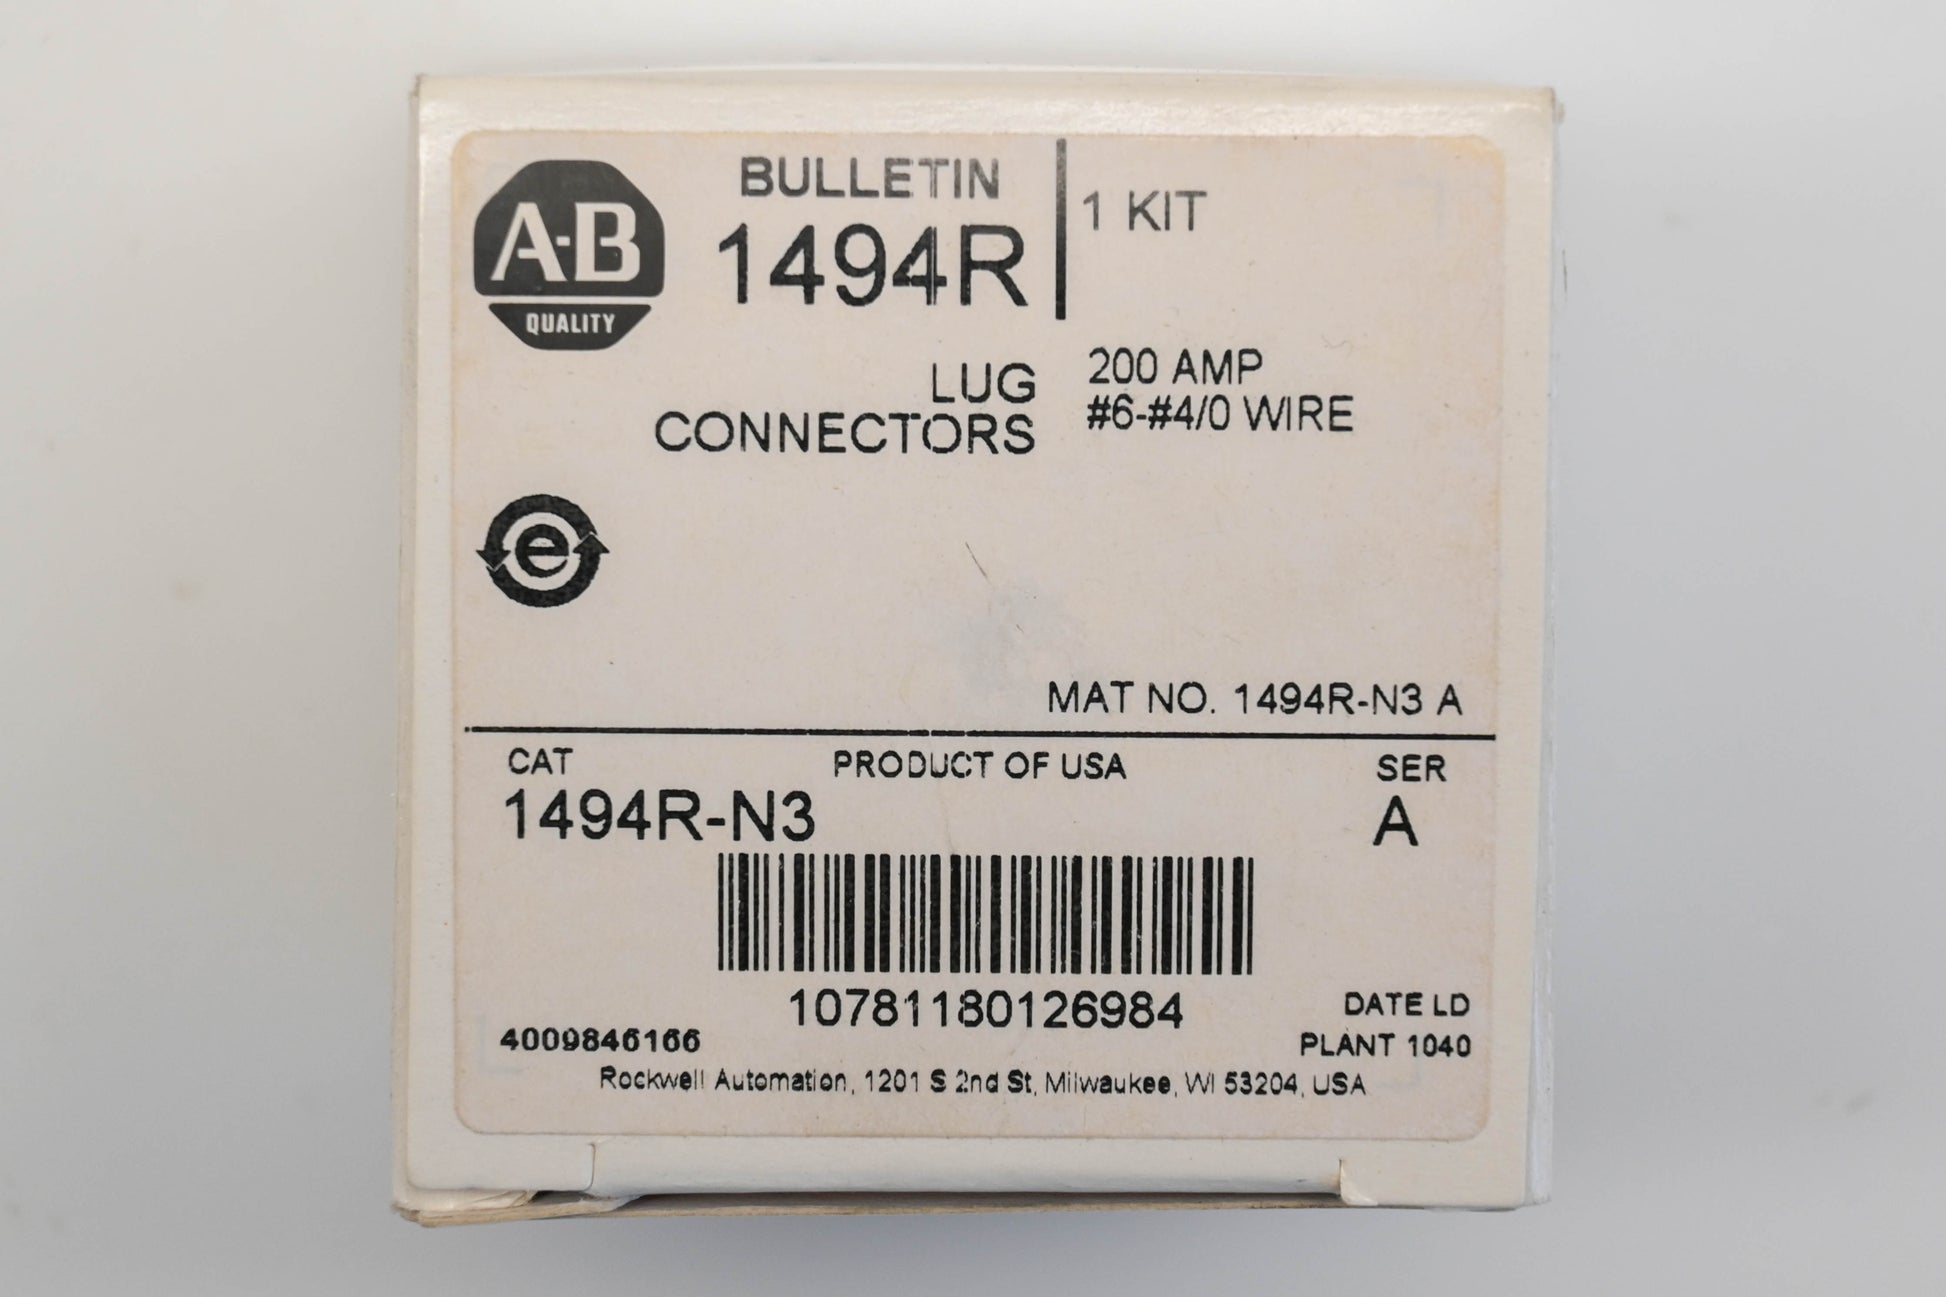 A-B
QUALITY
BULLETIN
1494R
1 KIT
LUG
CONNECTORS
200 AMP
#6-#4/0 WIRE
e
MAT NO. 1494R-N3 A
CAT
PRODUCT OF USA
SER
1494R-N3
A
10781180126984
4009846166
DATE LD
PLANT 1040
Rockwell Automation, 1201 S 2nd St, Milwaukee, WI 53204, USA